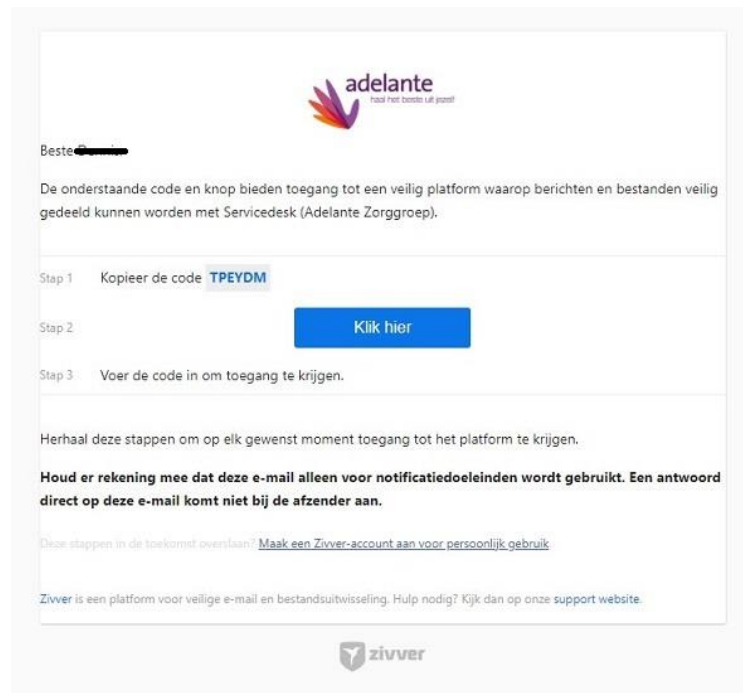 adelante
haal het beste uit jezelf
Beste
De onderstaande code en knop bieden toegang tot een veilig platform waarop berichten en bestanden veilig
gedeeld kunnen worden met Servicedesk (Adelante Zorggroep).
Stap 1 Kopieer de code TPEYDM
Stap 2 Klik hier
Stap 3 Voer de code in om toegang te krijgen.
Herhaal deze stappen om op elk gewenst moment toegang tot het platform te krijgen.
Houd er rekening mee dat deze e-mail alleen voor notificatiedoeleinden wordt gebruikt. Een antwoord
direct op deze e-mail komt niet bij de afzender aan.
Deze stappen in de toekomst overslaan? Maak een Zivver-account aan voor persoonlijk gebruik
Zivver is een platform voor veilige e-mail en bestandsuitwisseling. Hulp nodig? Kijk dan op onze support website.
zivver